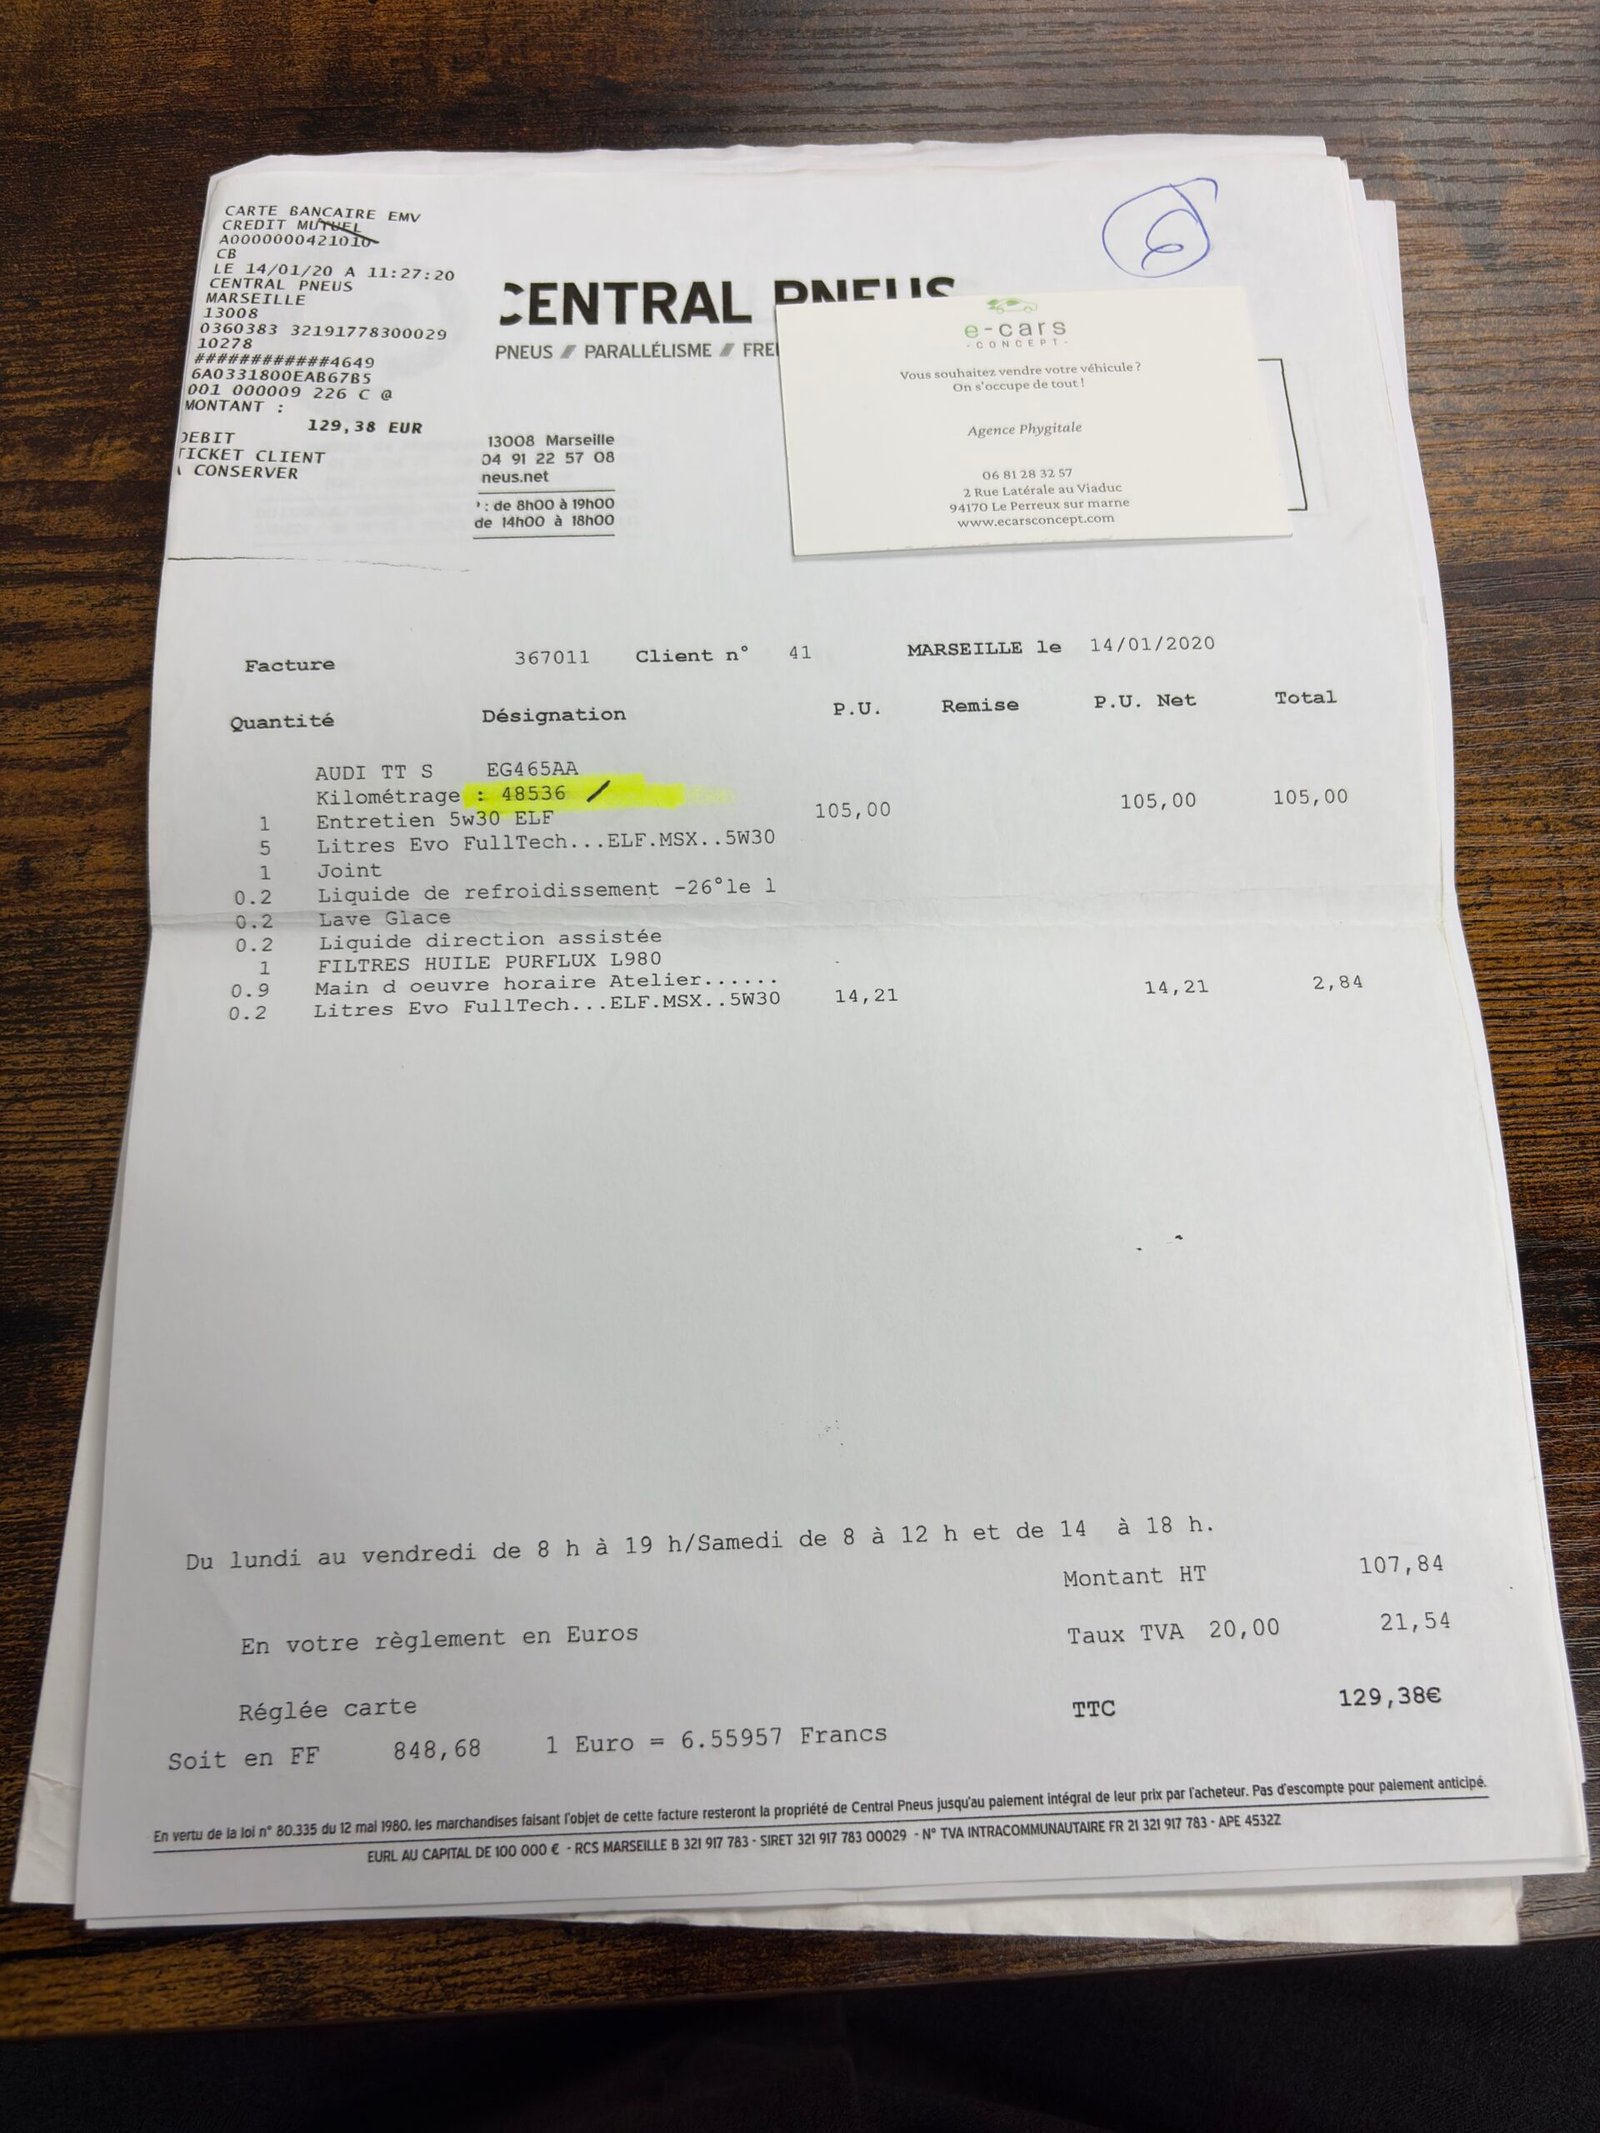 CARTE BANCAIRE EMV
CREDIT MUTUEL
A0000000421010
CB
LE 14/01/20 A 11:27:20
CENTRAL PNEUS
MARSEILLE
13008
0360383 32191778300029
10278
############4649
6A0331800EAB67B5
001 000009 226 C @
MONTANT :
129,38 EUR
DEBIT
TICKET CLIENT
A CONSERVER
6
CENTRAL PNEUS
PNEUS /// PARALLÉLISME /// FREI
13008 Marseille
04 91 22 57 08
neus.net
: de 8h00 à 19h00
de 14h00 à 18h00
e-cars
-CONCEPT-
Vous souhaitez vendre votre véhicule ?
On s'occupe de tout !
Agence Phygitale
06 81 28 32 57
2 Rue Latérale au Viaduc
94170 Le Perreux sur marne
www.ecarsconcept.com
Facture 367011 Client n° 41 MARSEILLE le 14/01/2020
Quantité Désignation P.U. Remise P.U. Net Total
AUDI TT S EG465AA
Kilométrage : 48536 /
1 Entretien 5w30 ELF 105,00 105,00 105,00
5 Litres Evo FullTech...ELF.MSX..5W30
1 Joint
0.2 Liquide de refroidissement -26°le l
0.2 Lave Glace
0.2 Liquide direction assistée
1 FILTRES HUILE PURFLUX L980
0.9 Main d oeuvre horaire Atelier......
0.2 Litres Evo FullTech...ELF.MSX..5W30 14,21 14,21 2,84
Du lundi au vendredi de 8 h à 19 h/Samedi de 8 à 12 h et de 14 à 18 h.
Montant HT 107,84
En votre règlement en Euros Taux TVA 20,00 21,54
Réglée carte TTC 129,38€
Soit en FF 848,68 1 Euro = 6.55957 Francs
En vertu de la loi n° 80.335 du 12 mai 1980, les marchandises faisant l'objet de cette facture resteront la propriété de Central Pneus jusqu'au paiement intégral de leur prix par l'acheteur. Pas d'escompte pour paiement anticipé.
EURL AU CAPITAL DE 100 000 € - RCS MARSEILLE B 321 917 783 - SIRET 321 917 783 00029 - N° TVA INTRACOMMUNAUTAIRE FR 21 321 917 783 - APE 4532Z